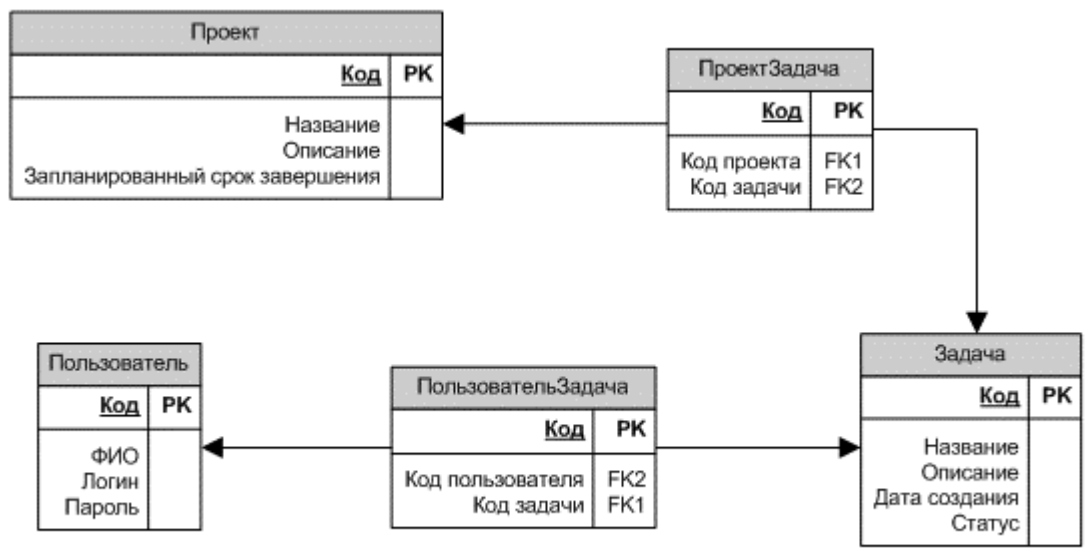 Проект
Код PK
Название
Описание
Запланированный срок завершения
ПроектЗадача
Код PK
Код проекта FK1
Код задачи FK2
Пользователь
Код PK
ФИО
Логин
Пароль
ПользовательЗадача
Код PK
Код пользователя FK2
Код задачи FK1
Задача
Код PK
Название
Описание
Дата создания
Статус